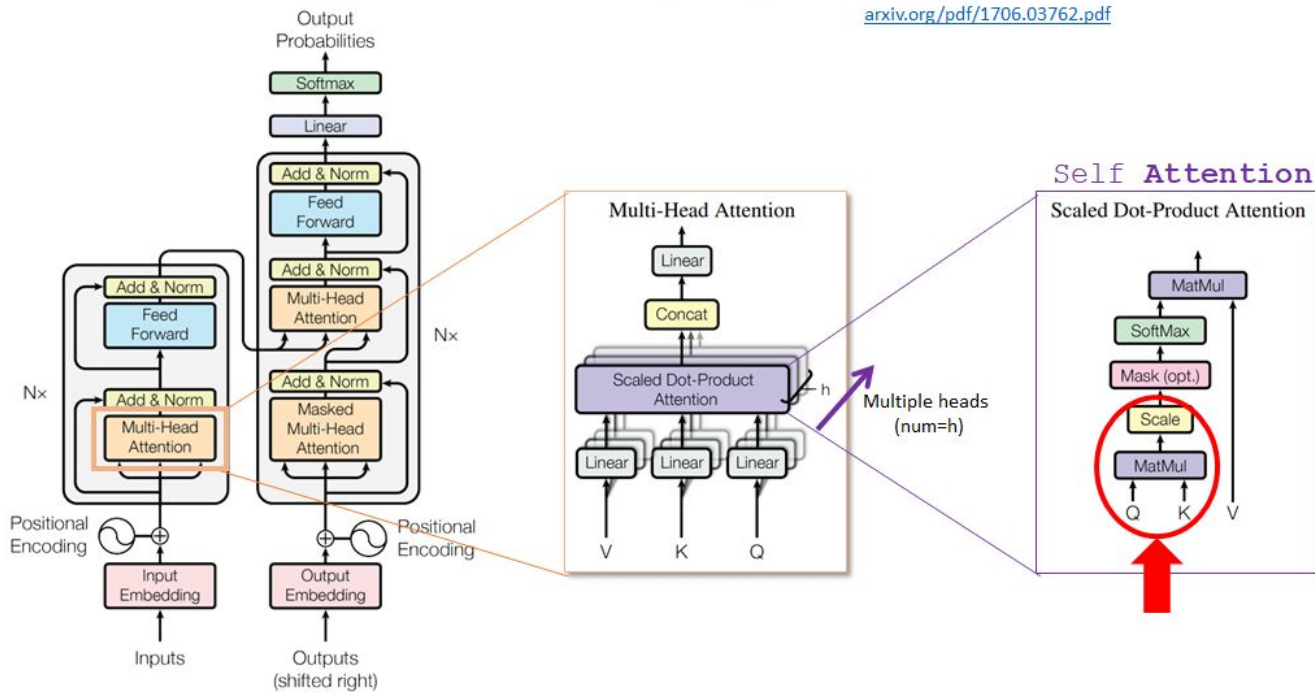 arxiv.org/pdf/1706.03762.pdf
Output
Probabilities
Softmax
Linear
Add & Norm
Feed
Forward
Add & Norm
Multi-Head
Attention
Nx
Add & Norm
Masked
Multi-Head
Attention
Positional
Encoding
Output
Embedding
Outputs
(shifted right)
Add & Norm
Feed
Forward
Nx
Add & Norm
Multi-Head
Attention
Positional
Encoding
Input
Embedding
Inputs
Multi-Head Attention
Linear
Concat
Scaled Dot-Product
Attention
h
Linear
Linear
Linear
V
K
Q
Multiple heads
(num=h)
Self Attention
Scaled Dot-Product Attention
MatMul
SoftMax
Mask (opt.)
Scale
MatMul
Q
K
V